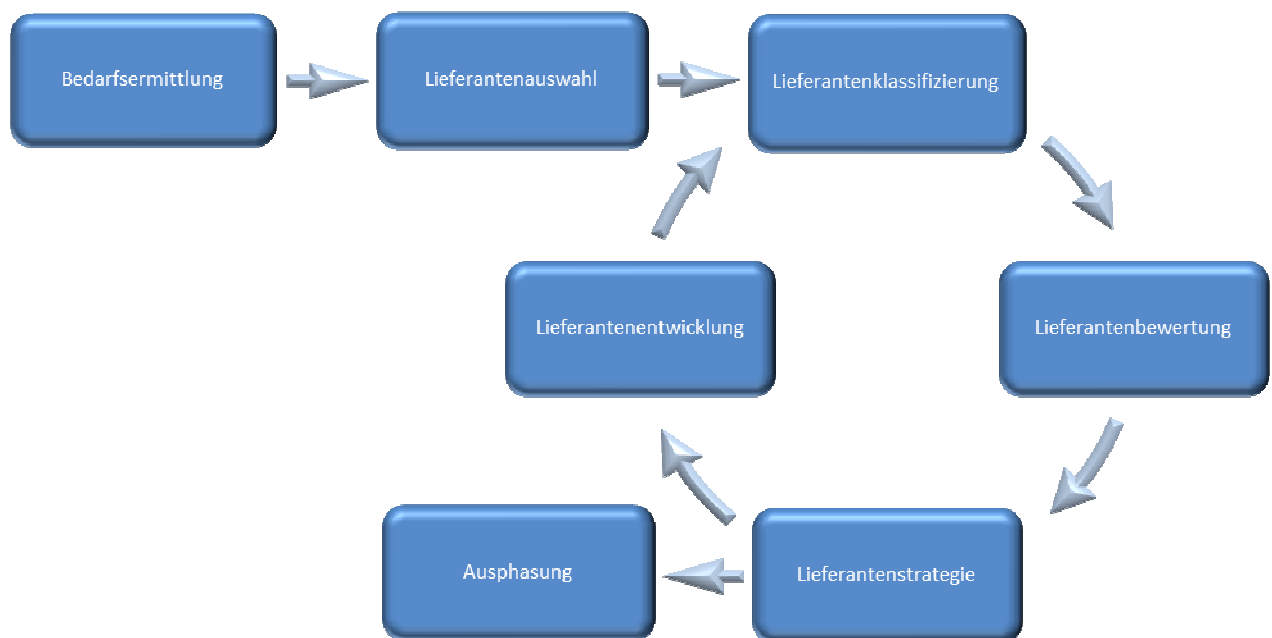 Bedarfsermittlung
Lieferantenauswahl
Lieferantenklassifizierung
Lieferantenentwicklung
Lieferantenbewertung
Ausphasung
Lieferantenstrategie